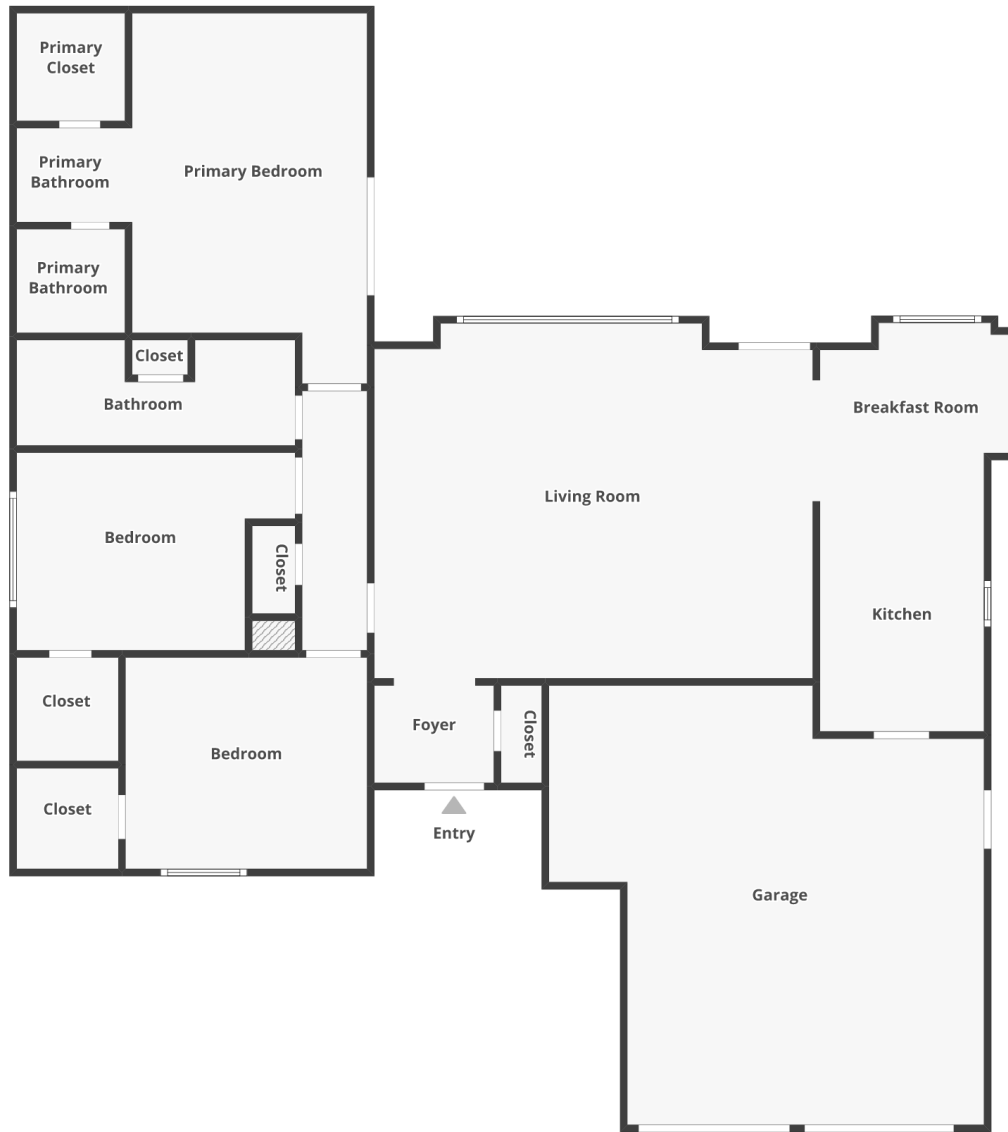 Primary
Closet
Primary
Bathroom
Primary Bedroom
Primary
Bathroom
Closet
Bathroom
Breakfast Room
Living Room
Bedroom
Closet
Kitchen
Closet
Foyer
Closet
Bedroom
Closet
Entry
Garage